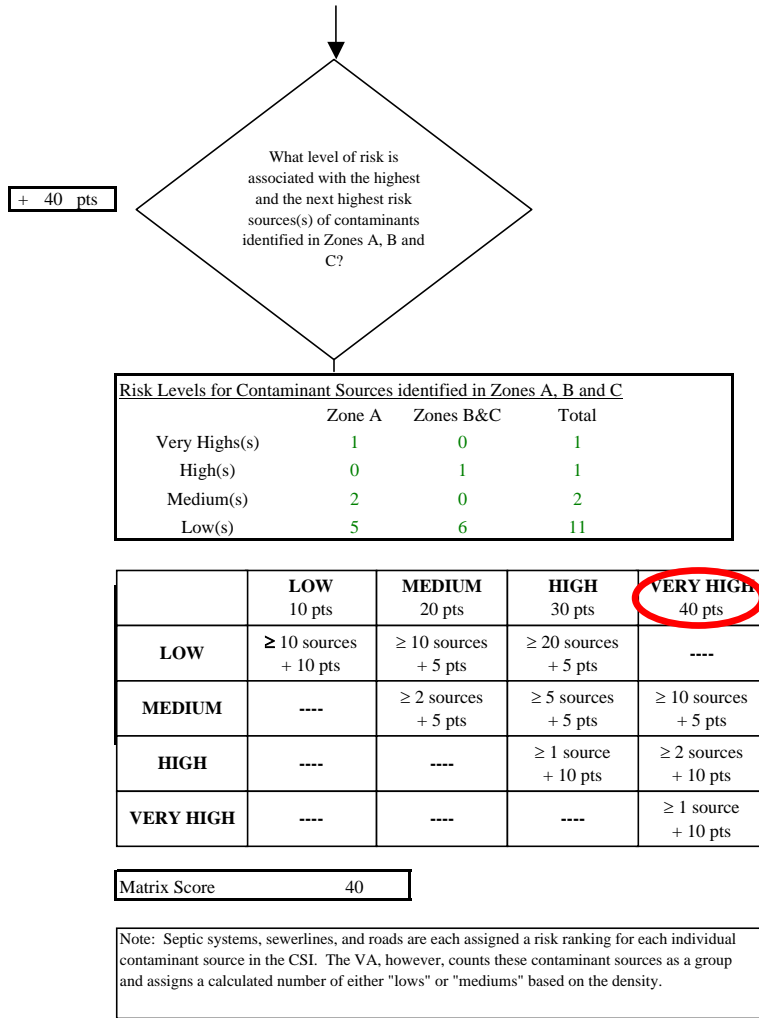 What level of risk is
associated with the highest
and the next highest risk
sources(s) of contaminants
identified in Zones A, B and
C?
+ 40 pts
Risk Levels for Contaminant Sources identified in Zones A, B and C
Zone A Zones B&C Total
Very Highs(s) 1 0 1
High(s) 0 1 1
Medium(s) 2 0 2
Low(s) 5 6 11
LOW MEDIUM HIGH VERY HIGH
10 pts 20 pts 30 pts 40 pts
LOW ≥ 10 sources ≥ 10 sources ≥ 20 sources ----
+ 10 pts + 5 pts + 5 pts
MEDIUM ---- ≥ 2 sources ≥ 5 sources ≥ 10 sources
+ 5 pts + 5 pts + 5 pts
HIGH ---- ---- ≥ 1 source ≥ 2 sources
+ 10 pts + 10 pts
VERY HIGH ---- ---- ---- ≥ 1 source
+ 10 pts
Matrix Score 40
Note: Septic systems, sewerlines, and roads are each assigned a risk ranking for each individual
contaminant source in the CSI. The VA, however, counts these contaminant sources as a group
and assigns a calculated number of either "lows" or "mediums" based on the density.